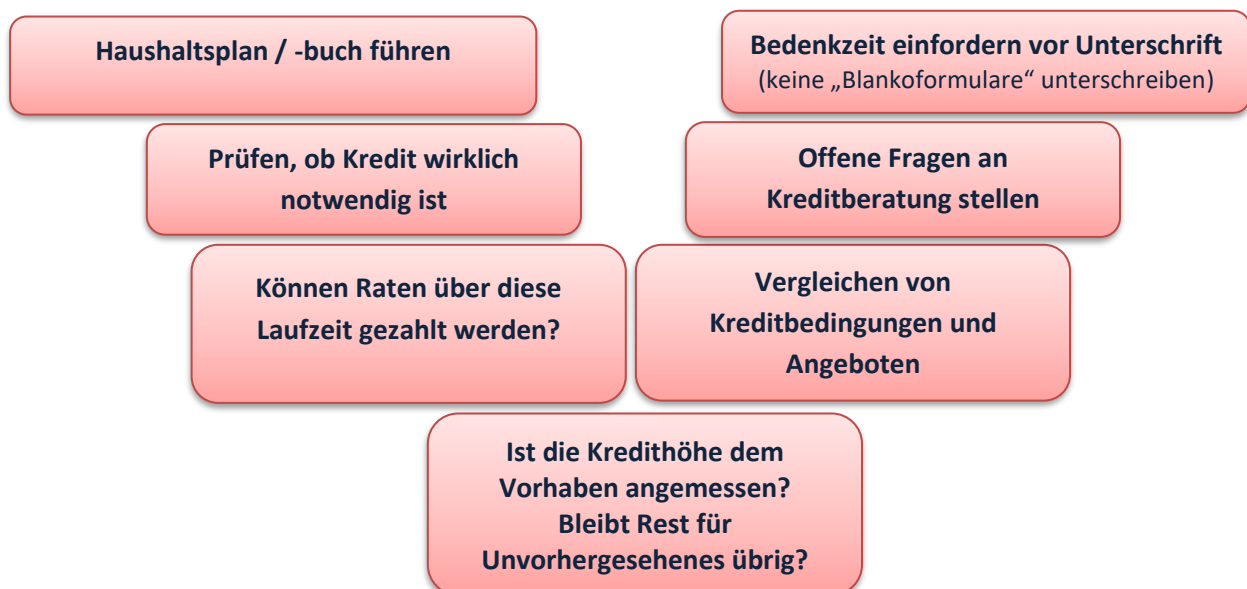 Haushaltsplan / -buch führen
Bedenkzeit einfordern vor Unterschrift
(keine „Blankoformulare“ unterschreiben)
Prüfen, ob Kredit wirklich
notwendig ist
Offene Fragen an
Kreditberatung stellen
Können Raten über diese
Laufzeit gezahlt werden?
Vergleichen von
Kreditbedingungen und
Angeboten
Ist die Kredithöhe dem
Vorhaben angemessen?
Bleibt Rest für
Unvorhergesehenes übrig?